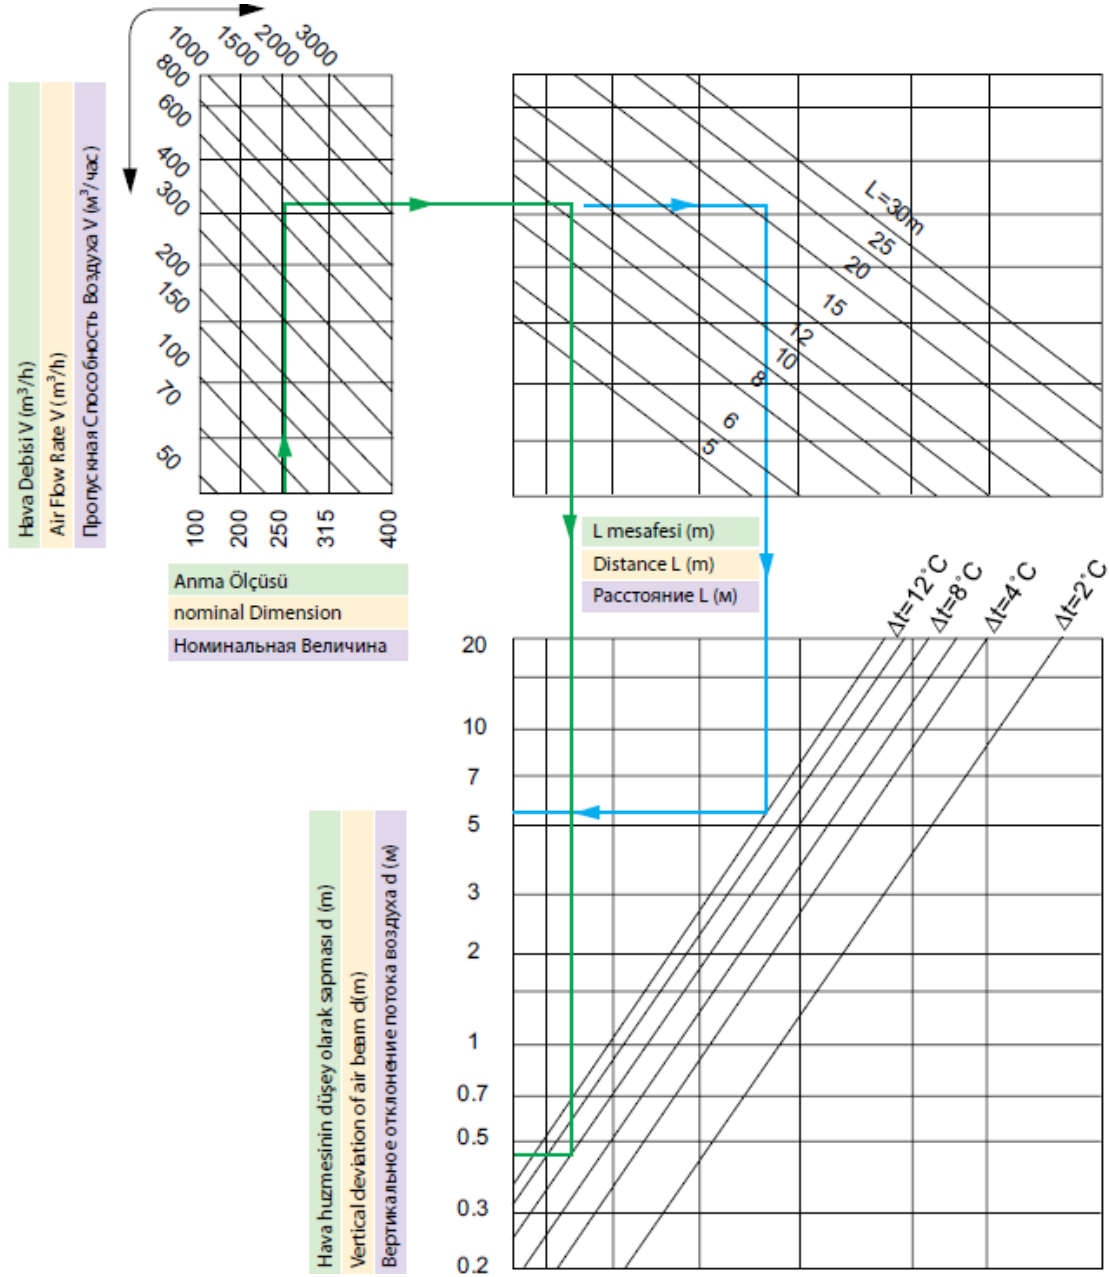 1000
1500
2000
3000
800
600
400
300
200
150
100
70
50
Hava Debisi V (m³/h)
Air Flow Rate V (m³/h)
Пропускная Способность Воздуха V (м³/час)
100
200
250
315
400
Anma Ölçüsü
nominal Dimension
Номинальная Величина
L=30m
25
20
15
12
10
8
6
5
L mesafesi (m)
Distance L (m)
Расстояние L (м)
Δt=12°C
Δt=8°C
Δt=4°C
Δt=2°C
20
10
7
5
3
2
1
0.7
0.5
0.3
0.2
Hava huzmesinin düşey olarak sapması d (m)
Vertical deviation of air beam d(m)
Вертикальное отклонение потока воздуха d (м)